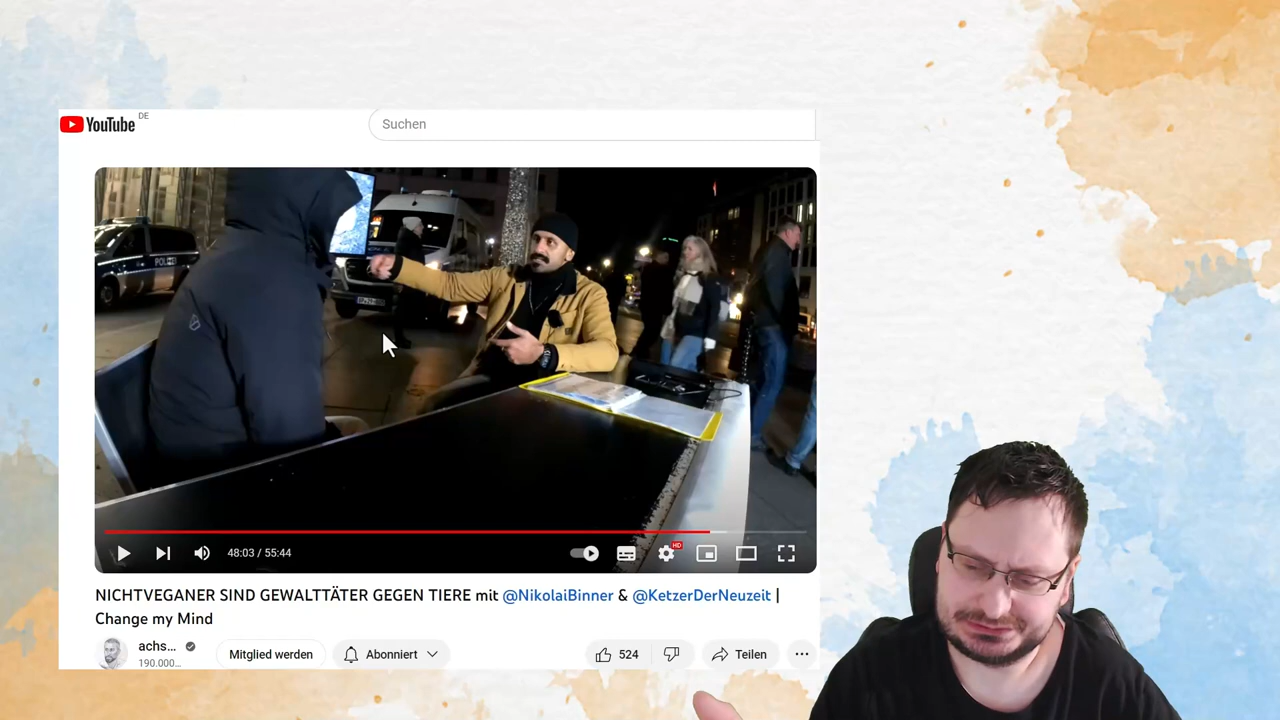 YouTube DE
Suchen
POLIZEI
48:03 / 55:44
HD
NICHTVEGANER SIND GEWALTTÄTER GEGEN TIERE mit @NikolaiBinner & @KetzerDerNeuzeit |
Change my Mind
achs...
190.000...
Mitglied werden
Abonniert
524
Teilen